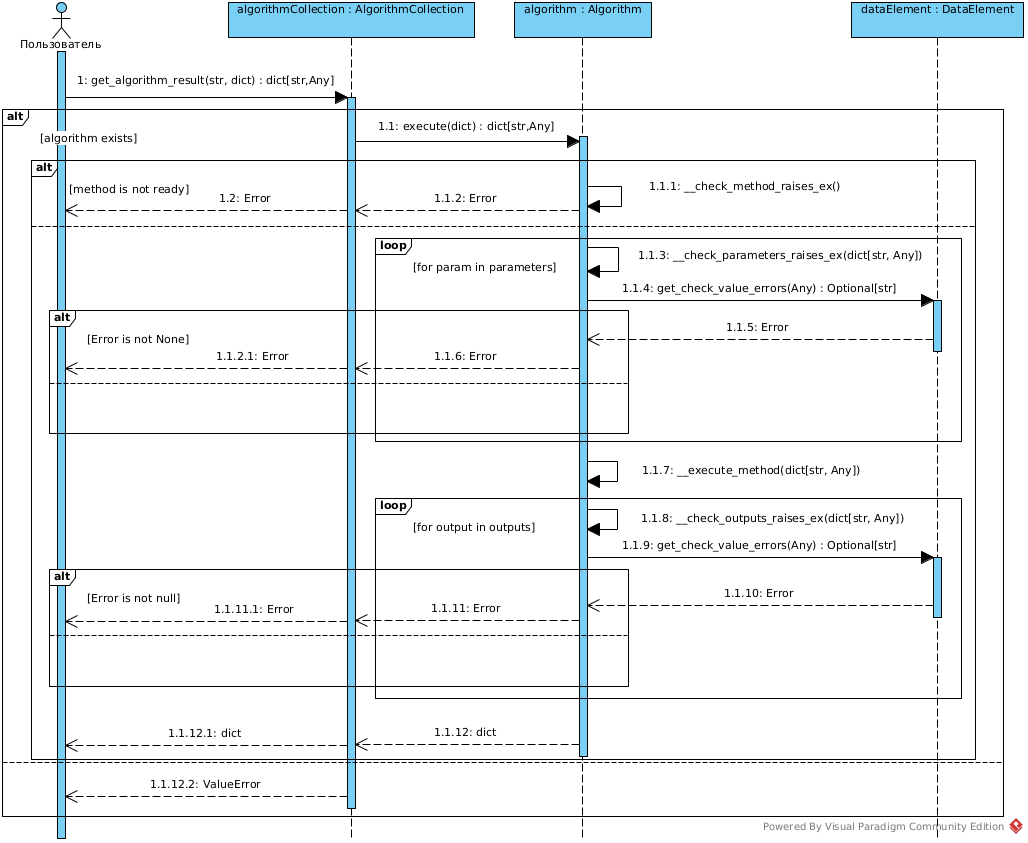 algorithmCollection : AlgorithmCollection
algorithm : Algorithm
dataElement : DataElement
Пользователь
1: get_algorithm_result(str, dict) : dict[str,Any]
alt
[algorithm exists]
1.1: execute(dict) : dict[str,Any]
alt
[method is not ready]
1.1.1: __check_method_raises_ex()
1.2: Error
1.1.2: Error
loop
[for param in parameters]
1.1.3: __check_parameters_raises_ex(dict[str, Any])
1.1.4: get_check_value_errors(Any) : Optional[str]
alt
[Error is not None]
1.1.5: Error
1.1.2.1: Error
1.1.6: Error
1.1.7: __execute_method(dict[str, Any])
loop
[for output in outputs]
1.1.8: __check_outputs_raises_ex(dict[str, Any])
1.1.9: get_check_value_errors(Any) : Optional[str]
alt
[Error is not null]
1.1.10: Error
1.1.11.1: Error
1.1.11: Error
1.1.12.1: dict
1.1.12: dict
1.1.12.2: ValueError
Powered By Visual Paradigm Community Edition